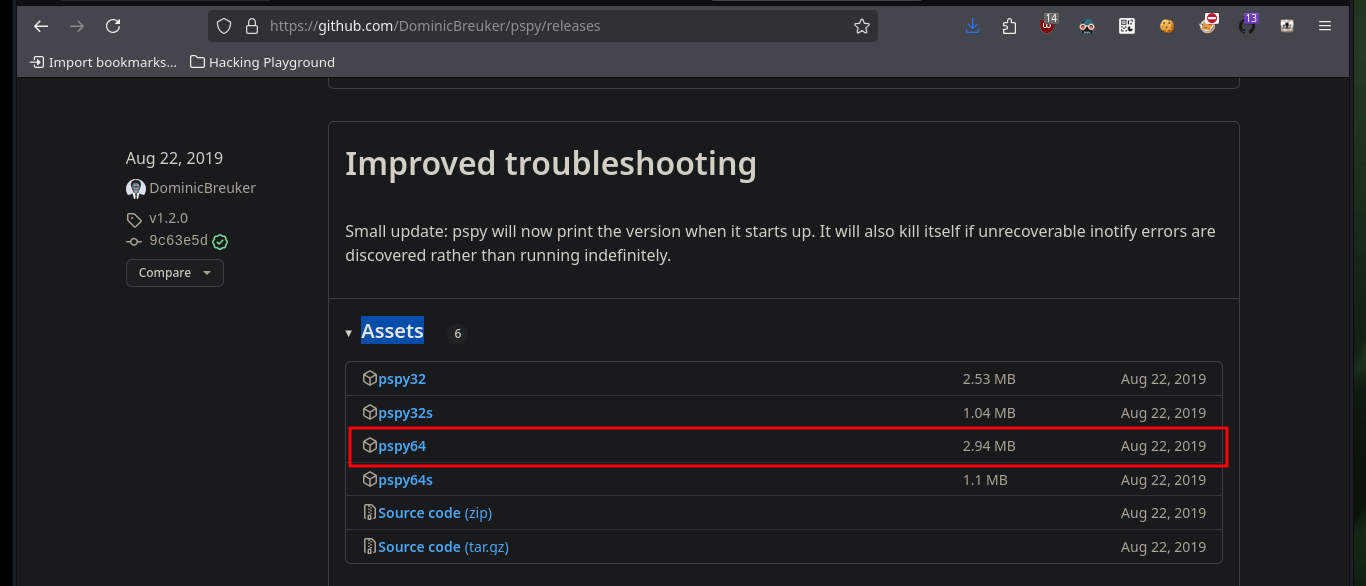 https://github.com/DominicBreuker/pspy/releases
14
13
Import bookmarks...
Hacking Playground
Aug 22, 2019
DominicBreuker
v1.2.0
9c63e5d
Compare
Improved troubleshooting
Small update: pspy will now print the version when it starts up. It will also kill itself if unrecoverable inotify errors are
discovered rather than running indefinitely.
Assets 6
pspy32 2.53 MB Aug 22, 2019
pspy32s 1.04 MB Aug 22, 2019
pspy64 2.94 MB Aug 22, 2019
pspy64s 1.1 MB Aug 22, 2019
Source code (zip) Aug 22, 2019
Source code (tar.gz) Aug 22, 2019